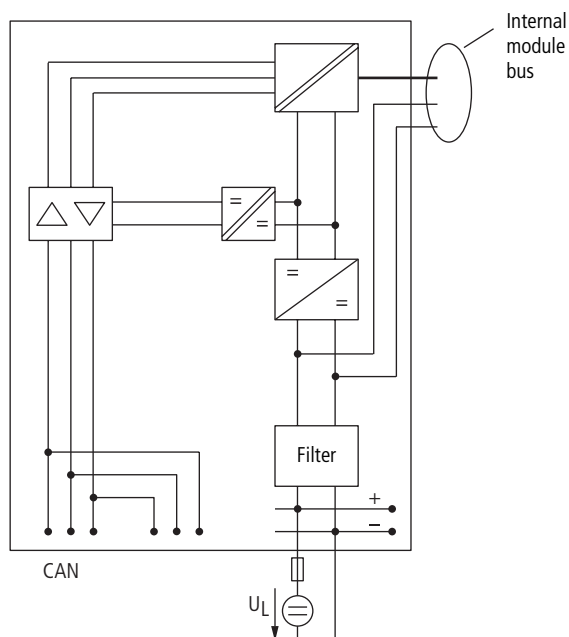 Internal
module
bus
=
=
=
=
Filter
+
−
CAN
UL
=